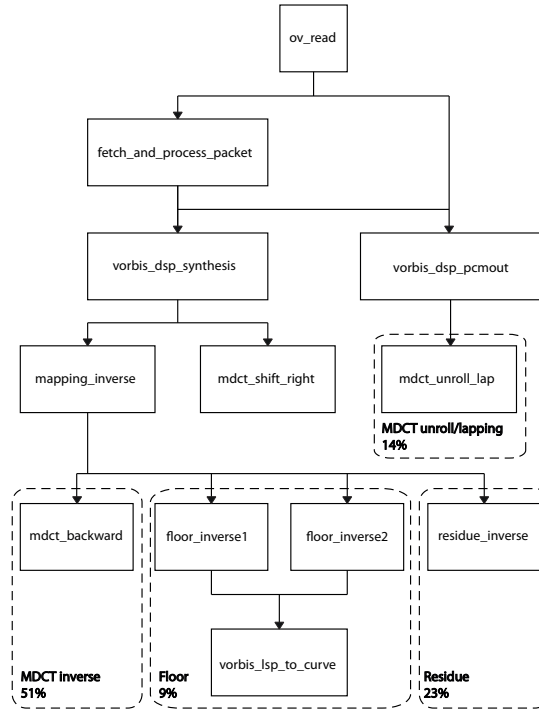 ov_read
fetch_and_process_packet
vorbis_dsp_synthesis
vorbis_dsp_pcmout
mapping_inverse
mdct_shift_right
mdct_unroll_lap
MDCT unroll/lapping
14%
mdct_backward
floor_inverse1
floor_inverse2
residue_inverse
vorbis_lsp_to_curve
MDCT inverse
51%
Floor
9%
Residue
23%